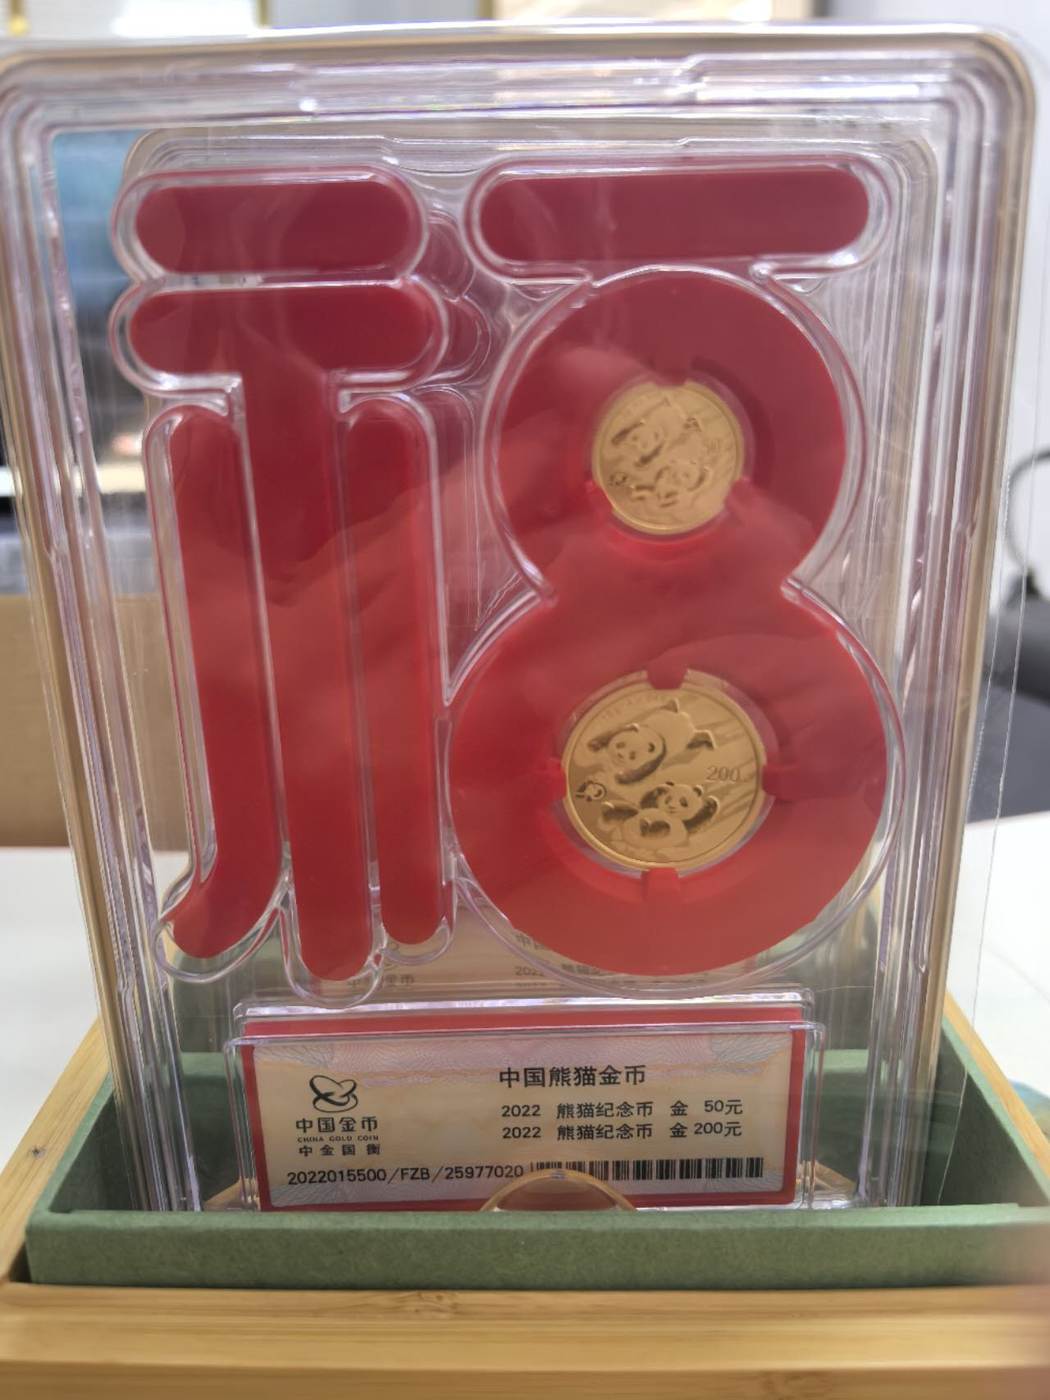 福
50
200
中国熊猫金币
2022 熊猫纪念币 金 50元
2022 熊猫纪念币 金 200元
中国金币
CHINA GOLD COIN
中金国衡
2022015500/FZB/25977020